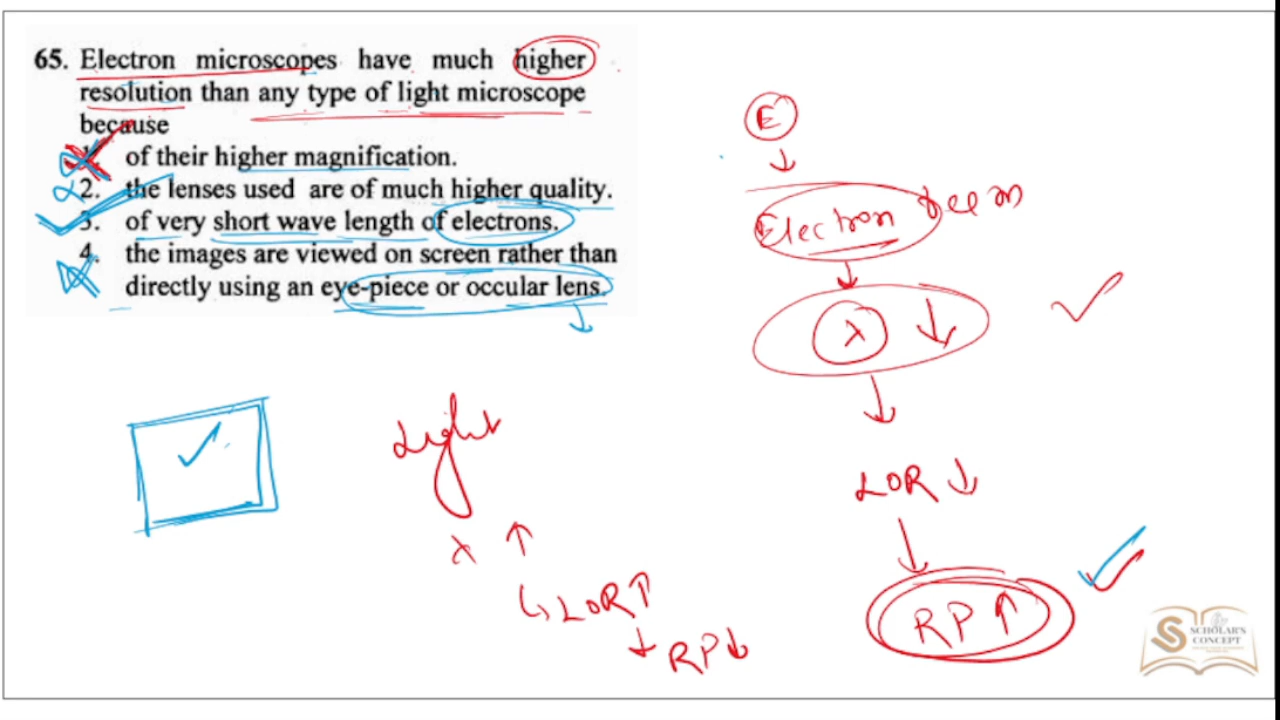 65. Electron microscopes have much higher
resolution than any type of light microscope
because
1. of their higher magnification.
2. the lenses used are of much higher quality.
3. of very short wave length of electrons.
4. the images are viewed on screen rather than
directly using an eye-piece or occular lens.
E
Electron
λ ↓
LOR ↓
RP ↑
Light
λ ↑
↳ LOR ↑
↓ RP ↓
SCHOLAR'S
CONCEPT